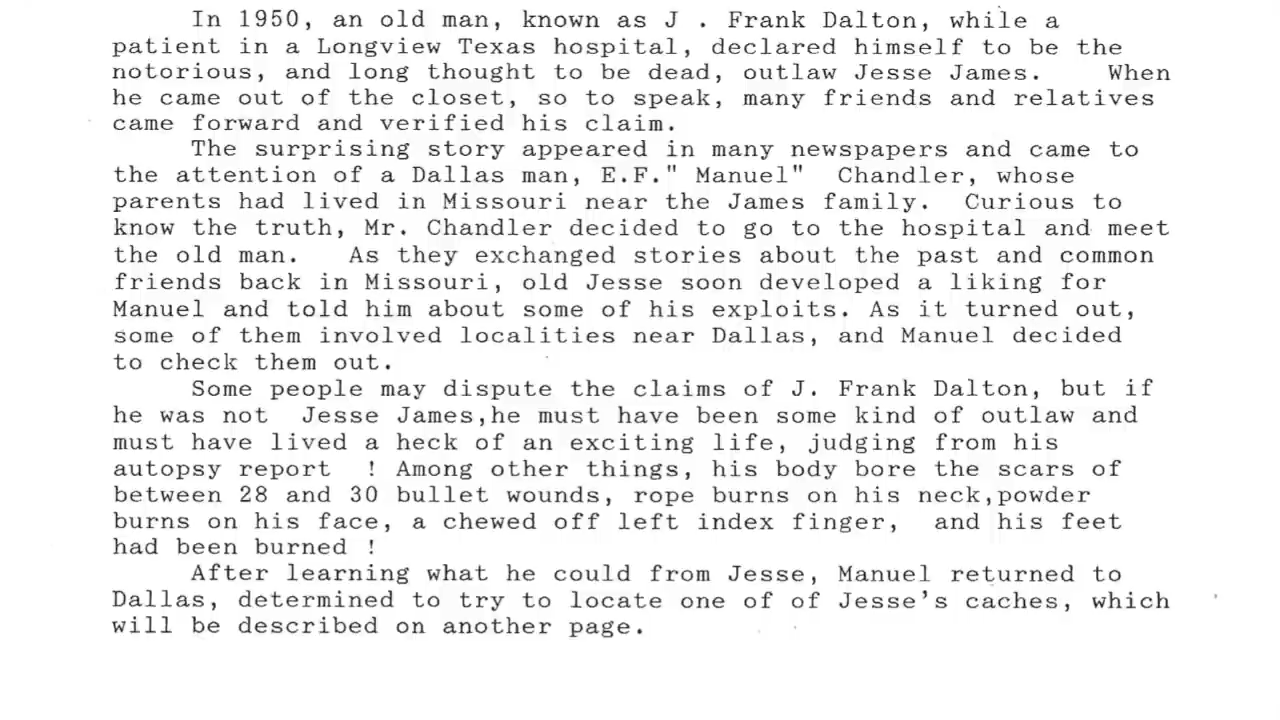 In 1950, an old man, known as J . Frank Dalton, while a
patient in a Longview Texas hospital, declared himself to be the
notorious, and long thought to be dead, outlaw Jesse James. When
he came out of the closet, so to speak, many friends and relatives
came forward and verified his claim.
The surprising story appeared in many newspapers and came to
the attention of a Dallas man, E.F." Manuel" Chandler, whose
parents had lived in Missouri near the James family. Curious to
know the truth, Mr. Chandler decided to go to the hospital and meet
the old man. As they exchanged stories about the past and common
friends back in Missouri, old Jesse soon developed a liking for
Manuel and told him about some of his exploits. As it turned out,
some of them involved localities near Dallas, and Manuel decided
to check them out.
Some people may dispute the claims of J. Frank Dalton, but if
he was not Jesse James,he must have been some kind of outlaw and
must have lived a heck of an exciting life, judging from his
autopsy report ! Among other things, his body bore the scars of
between 28 and 30 bullet wounds, rope burns on his neck,powder
burns on his face, a chewed off left index finger, and his feet
had been burned !
After learning what he could from Jesse, Manuel returned to
Dallas, determined to try to locate one of of Jesse's caches, which
will be described on another page.